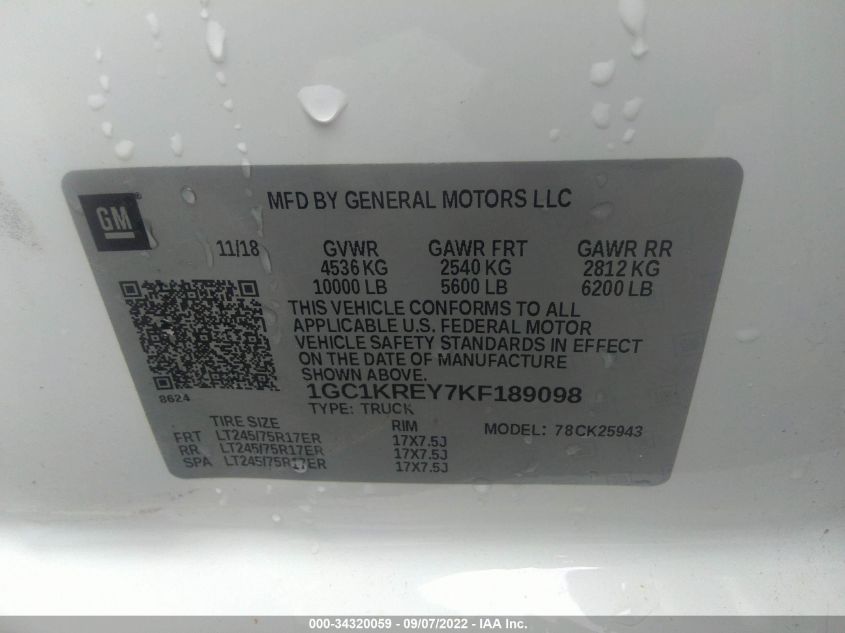 GM
MFD BY GENERAL MOTORS LLC
11/18 GVWR GAWR FRT GAWR RR
4536 KG 2540 KG 2812 KG
10000 LB 5600 LB 6200 LB
THIS VEHICLE CONFORMS TO ALL
APPLICABLE U.S. FEDERAL MOTOR
VEHICLE SAFETY STANDARDS IN EFFECT
ON THE DATE OF MANUFACTURE
SHOWN ABOVE.
8624
1GC1KREY7KF189098
TYPE: TRUCK
TIRE SIZE RIM MODEL: 78CK25943
FRT LT245/75R17ER 17X7.5J
RR LT245/75R17ER 17X7.5J
SPA LT245/75R17ER 17X7.5J
000-34320059 - 09/07/2022 - IAA Inc.